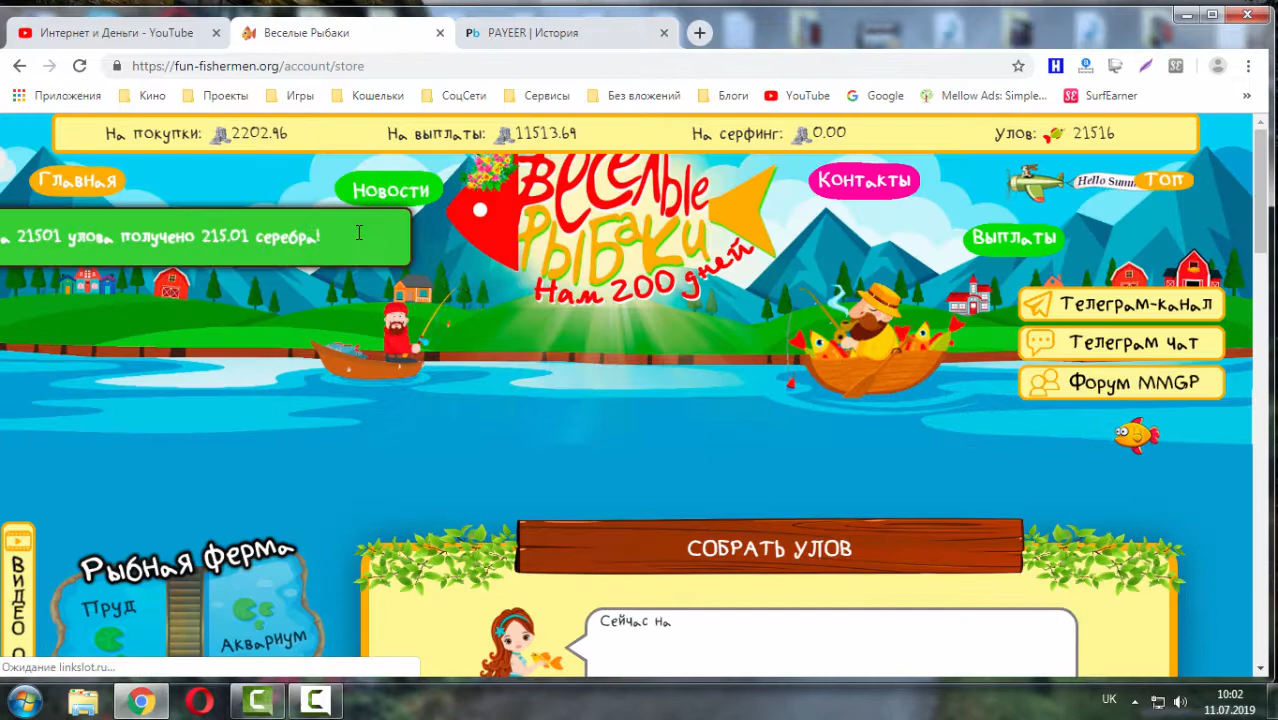 Интернет и Деньги - YouTube
Веселые Рыбаки
Pb PAYEER | История
https://fun-fishermen.org/account/store
Приложения
Кино
Проекты
Игры
Кошельки
СоцСети
Сервисы
Без вложений
Блоги
YouTube
Google
Mellow Ads: Simple...
SurfEarner
На покупки: 2202.96
На выплаты: 11513.69
На серфинг: 0.00
Улов: 21516
Главная
Новости
ВЕСЕЛЫЕ
РЫБАКИ
Нам 200 дней
Контакты
Топ
Выплаты
а 21501 улова получено 215.01 серебра!
Телеграм-канал
Телеграм чат
Форум MMGP
СОБРАТЬ УЛОВ
Рыбная ферма
Пруд
Аквариум
ВИДЕО О
Сейчас на
Ожидание linkslot.ru...
UK
10:02
11.07.2019